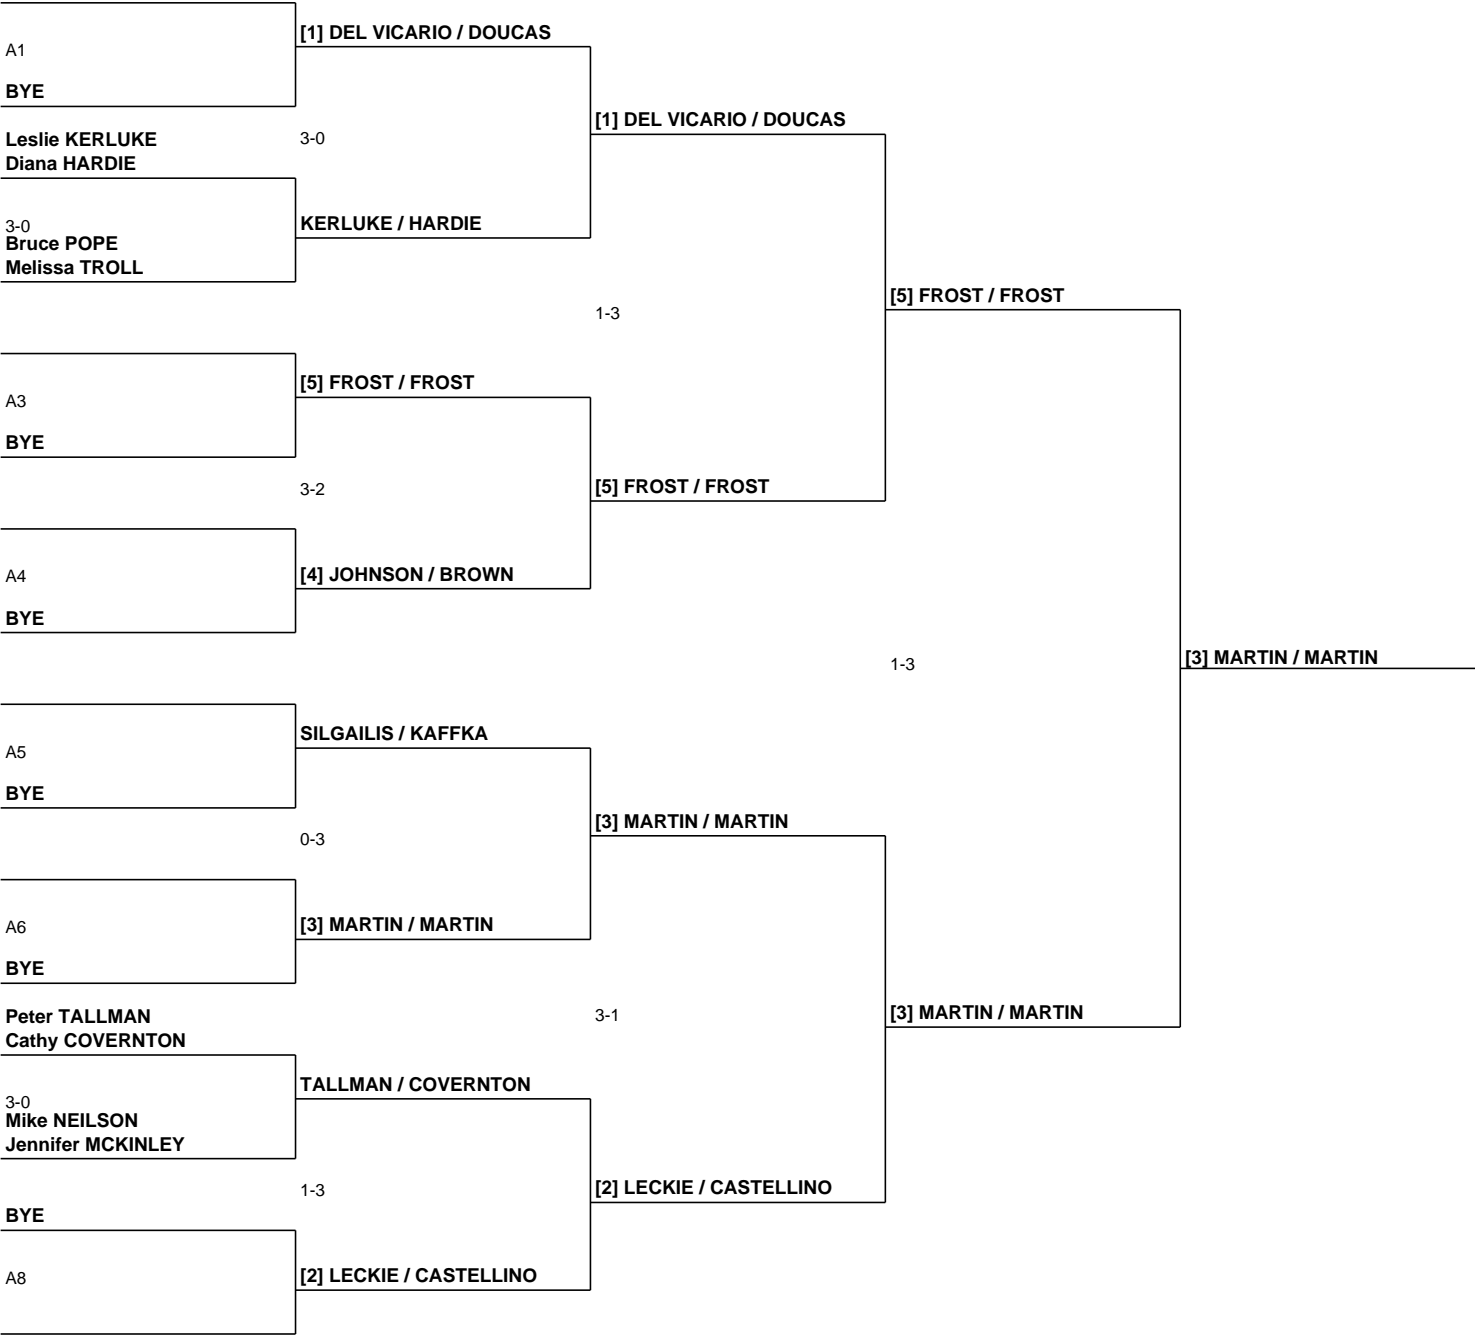 [1] DEL VICARIO / DOUCAS
A1
BYE
[1] DEL VICARIO / DOUCAS
Leslie KERLUKE
Diana HARDIE
3-0
KERLUKE / HARDIE
3-0
Bruce POPE
Melissa TROLL
[5] FROST / FROST
1-3
[5] FROST / FROST
A3
BYE
3-2
[5] FROST / FROST
A4
[4] JOHNSON / BROWN
BYE
1-3
[3] MARTIN / MARTIN
SILGAILIS / KAFFKA
A5
BYE
[3] MARTIN / MARTIN
0-3
A6
[3] MARTIN / MARTIN
BYE
Peter TALLMAN
Cathy COVERNTON
3-1
[3] MARTIN / MARTIN
TALLMAN / COVERNTON
3-0
Mike NEILSON
Jennifer MCKINLEY
1-3
[2] LECKIE / CASTELLINO
BYE
A8
[2] LECKIE / CASTELLINO